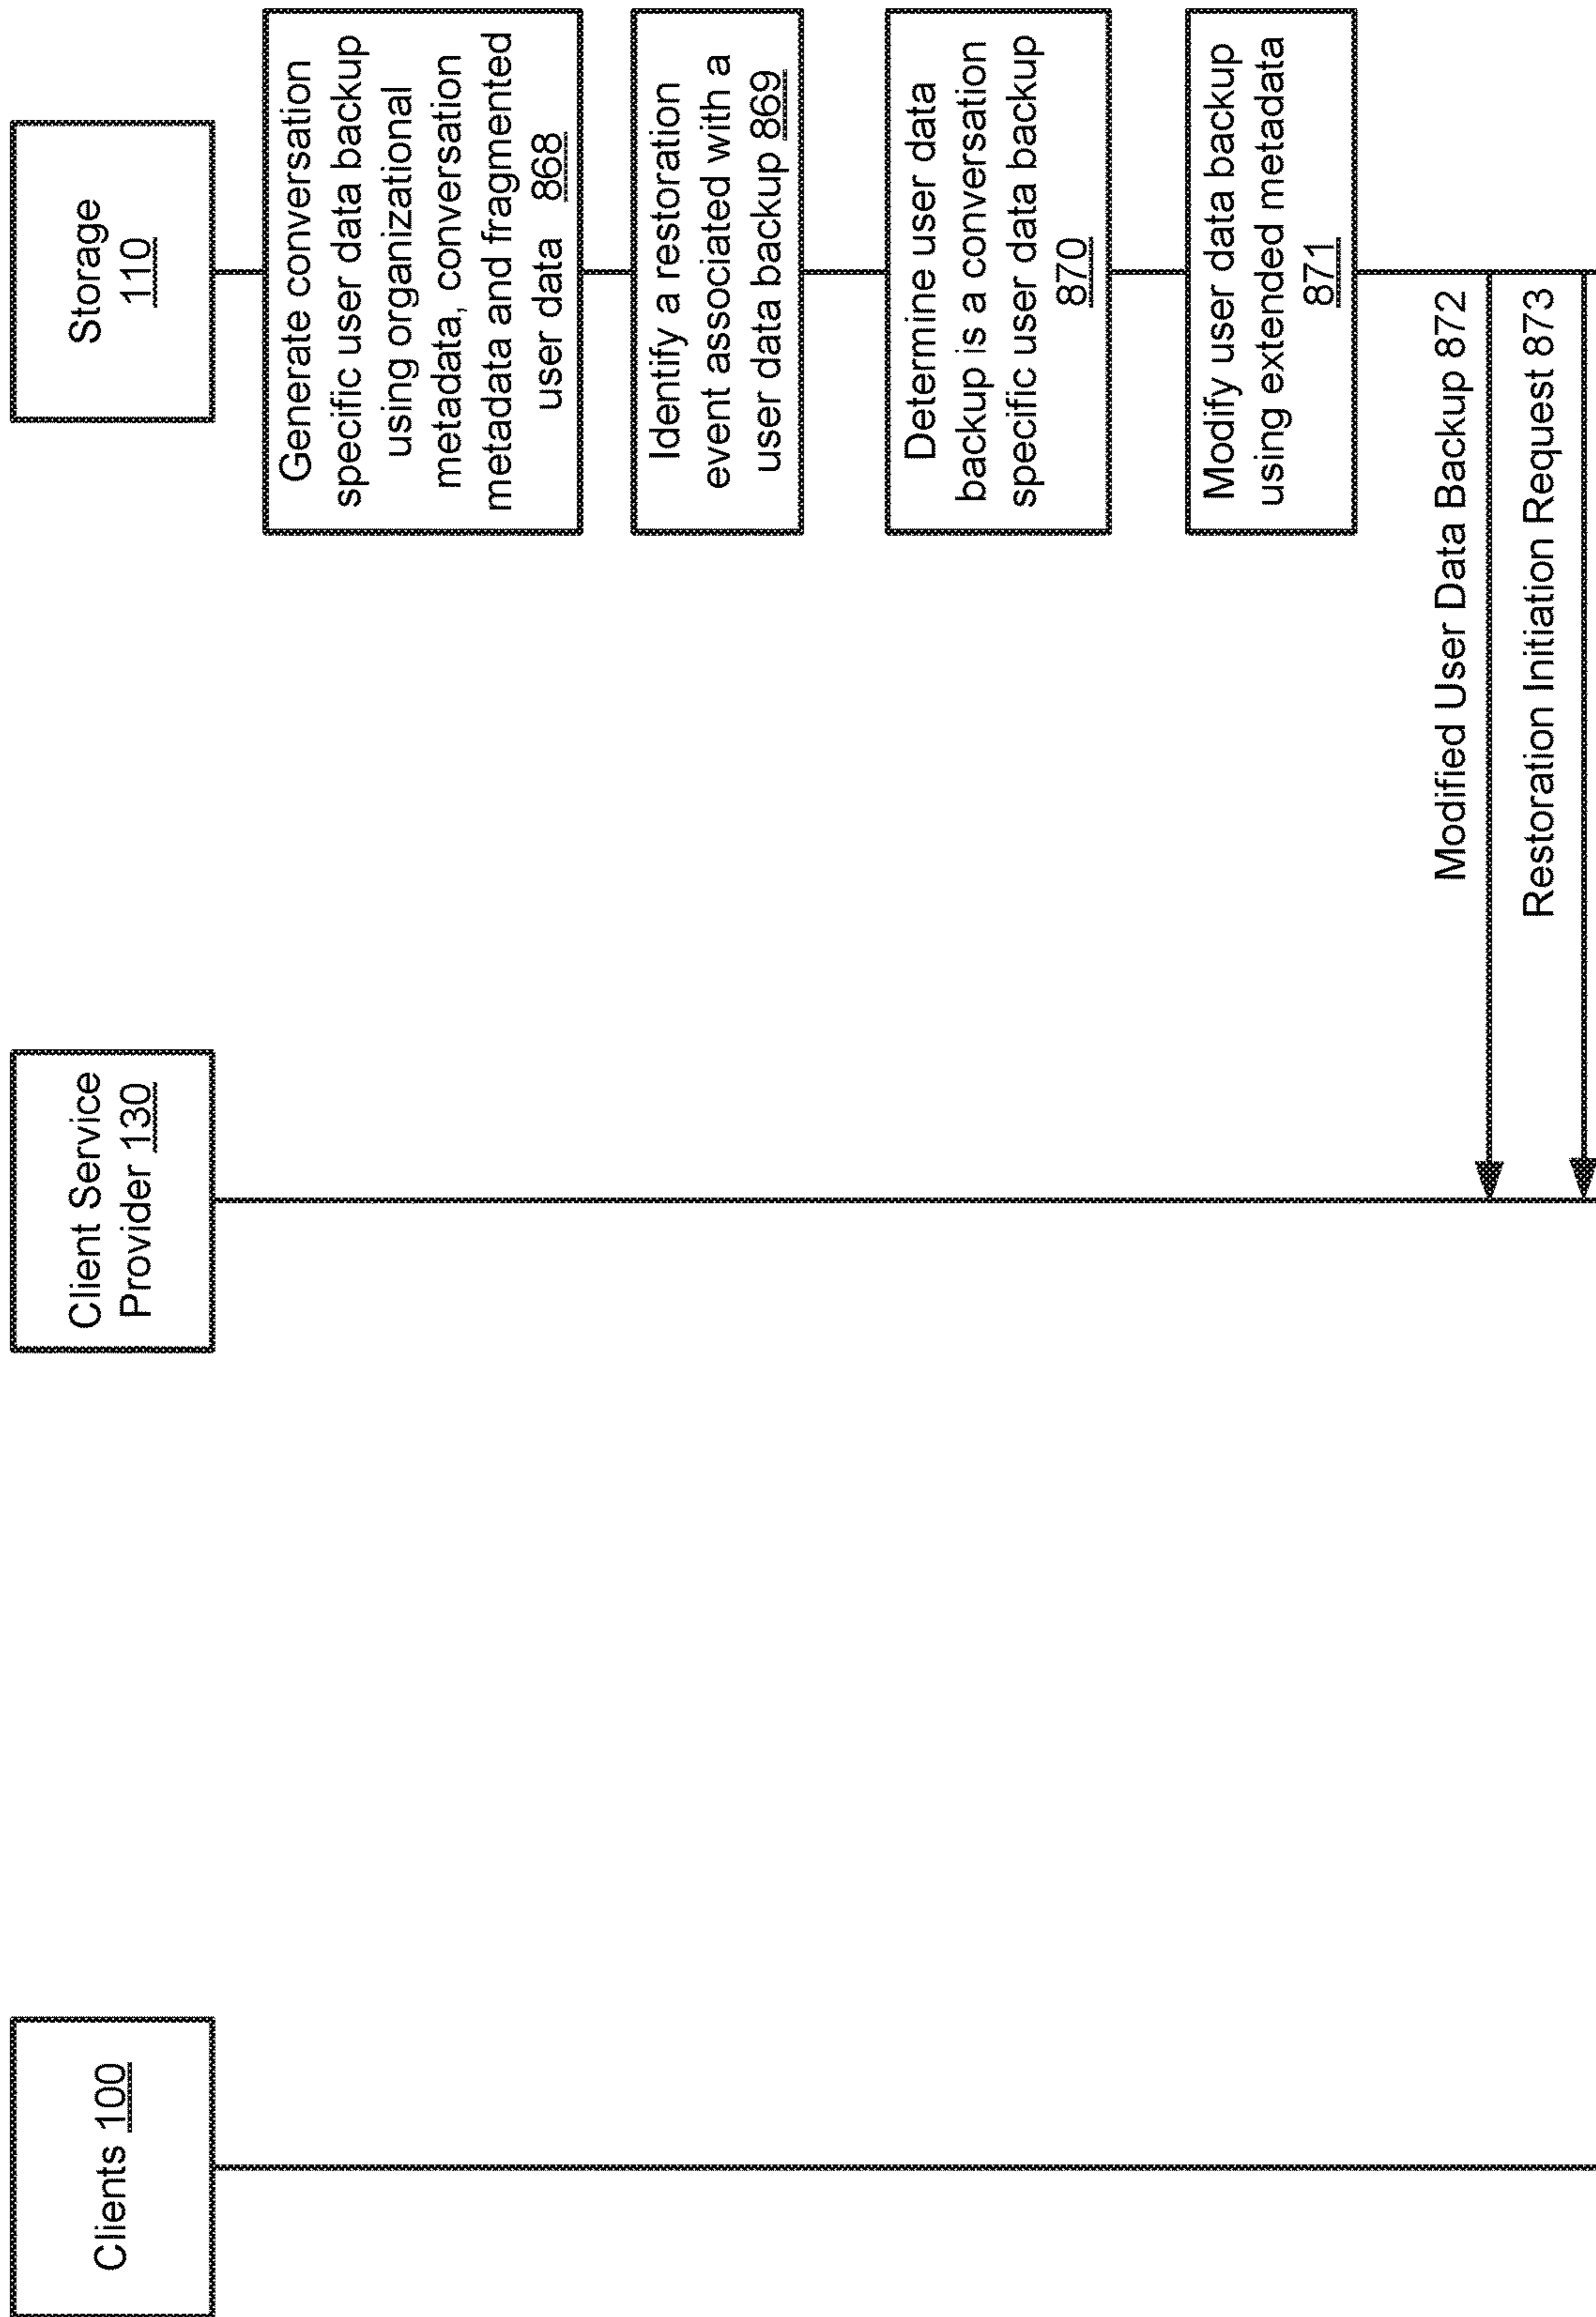 Clients 100
Client Service
Provider 130
Storage
110
Generate conversation
specific user data backup
using organizational
metadata, conversation
metadata and fragmented
user data 868
Identify a restoration
event associated with a
user data backup 869
Determine user data
backup is a conversation
specific user data backup
870
Modify user data backup
using extended metadata
871
Modified User Data Backup 872
Restoration Initiation Request 873